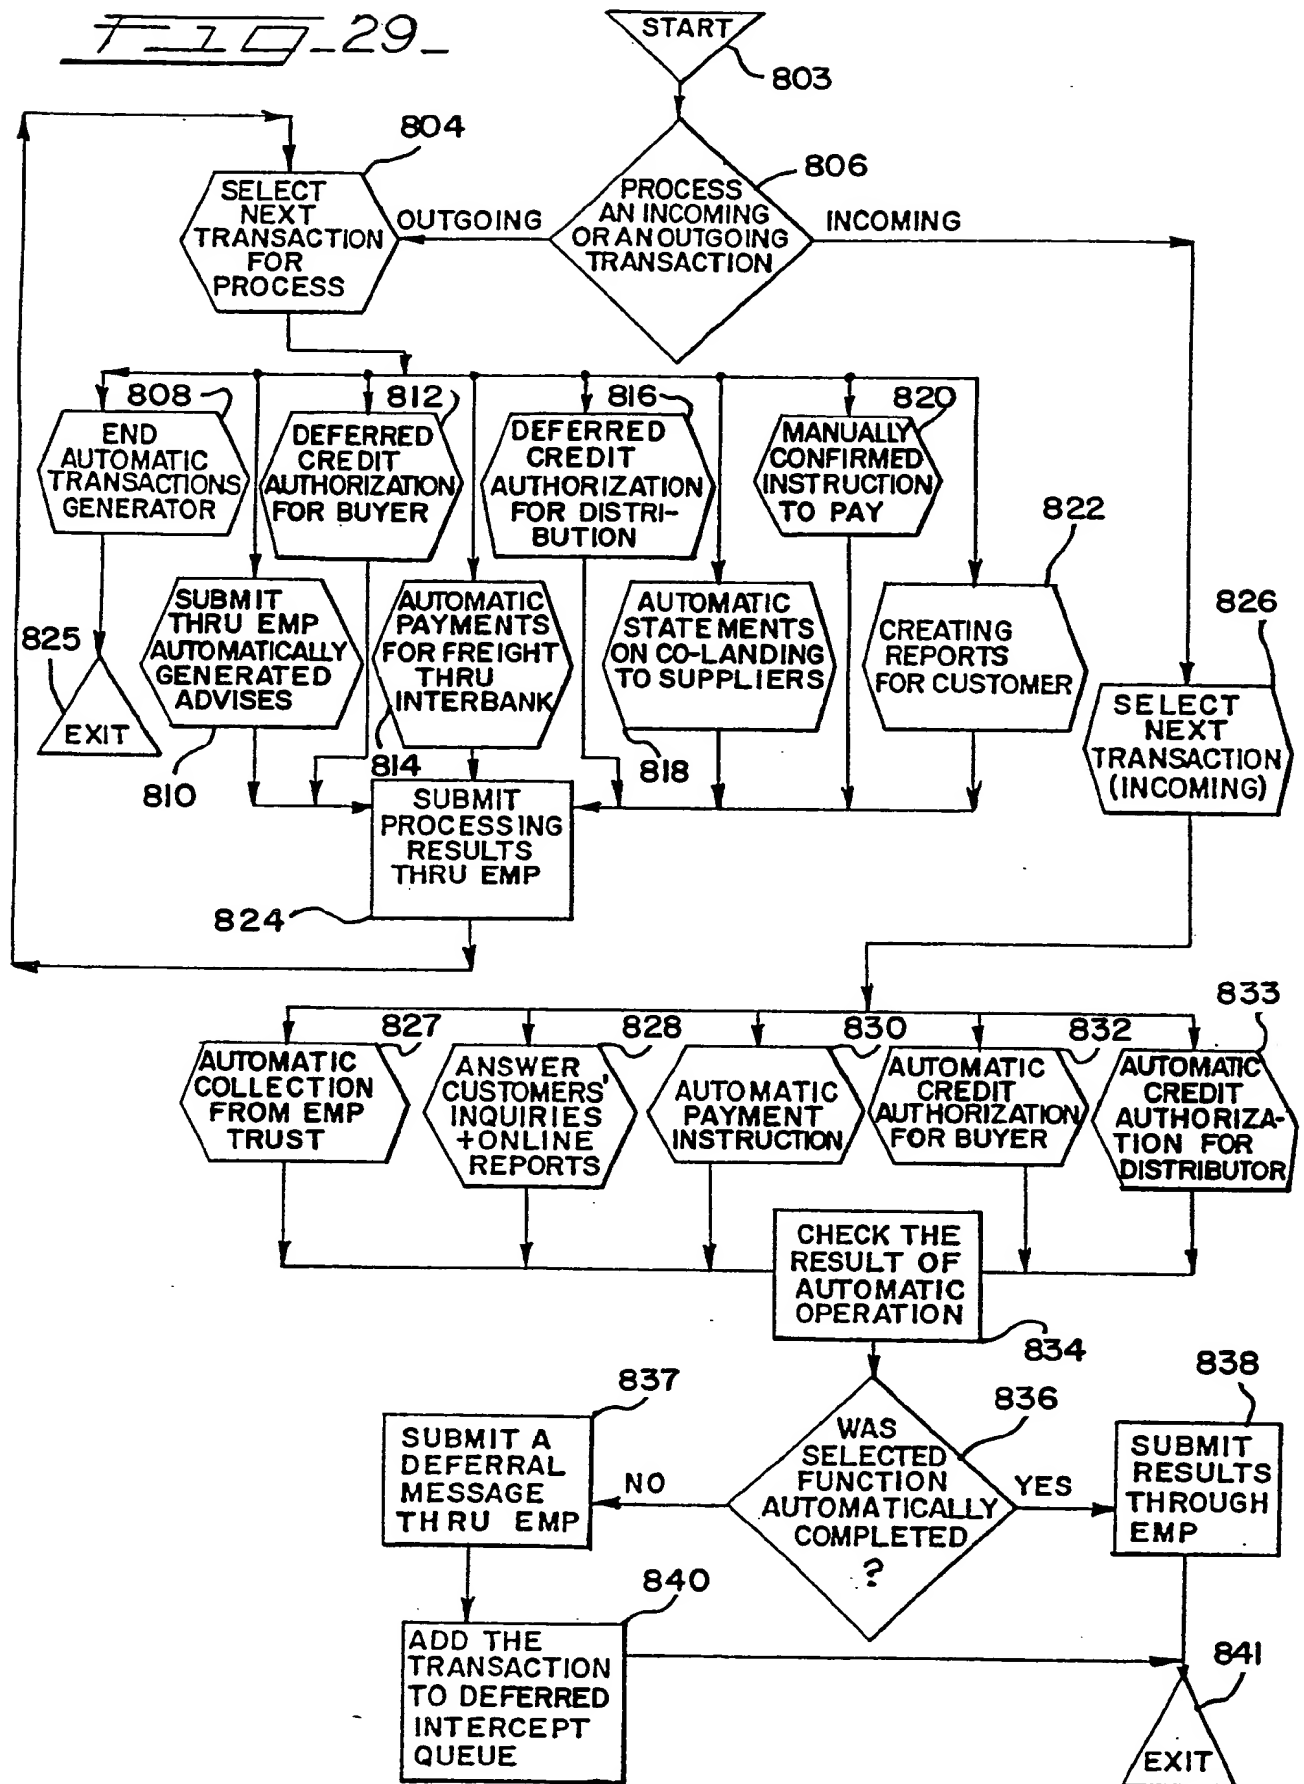 FIG_29_
START
803
804
806
SELECT
NEXT
TRANSACTION
FOR
PROCESS
OUTGOING
PROCESS
AN INCOMING
OR AN OUTGOING
TRANSACTION
INCOMING
808
END
AUTOMATIC
TRANSACTIONS
GENERATOR
812
DEFERRED
CREDIT
AUTHORIZATION
FOR BUYER
816
DEFERRED
CREDIT
AUTHORIZATION
FOR DISTRI-
BUTION
820
MANUALLY
CONFIRMED
INSTRUCTION
TO PAY
822
825
EXIT
SUBMIT
THRU EMP
AUTOMATICALLY
GENERATED
ADVISES
810
AUTOMATIC
PAYMENTS
FOR FREIGHT
THRU
INTERBANK
814
AUTOMATIC
STATEMENTS
ON CO-LANDING
TO SUPPLIERS
818
CREATING
REPORTS
FOR CUSTOMER
826
SELECT
NEXT
TRANSACTION
(INCOMING)
SUBMIT
PROCESSING
RESULTS
THRU EMP
824
827
AUTOMATIC
COLLECTION
FROM EMP
TRUST
828
ANSWER
CUSTOMERS'
INQUIRIES
+ONLINE
REPORTS
830
AUTOMATIC
PAYMENT
INSTRUCTION
832
AUTOMATIC
CREDIT
AUTHORIZATION
FOR BUYER
833
AUTOMATIC
CREDIT
AUTHORIZA-
TION FOR
DISTRIBUTOR
CHECK THE
RESULT OF
AUTOMATIC
OPERATION
834
837
SUBMIT A
DEFERRAL
MESSAGE
THRU EMP
NO
836
WAS
SELECTED
FUNCTION
AUTOMATICALLY
COMPLETED
?
YES
838
SUBMIT
RESULTS
THROUGH
EMP
840
ADD THE
TRANSACTION
TO DEFERRED
INTERCEPT
QUEUE
841
EXIT